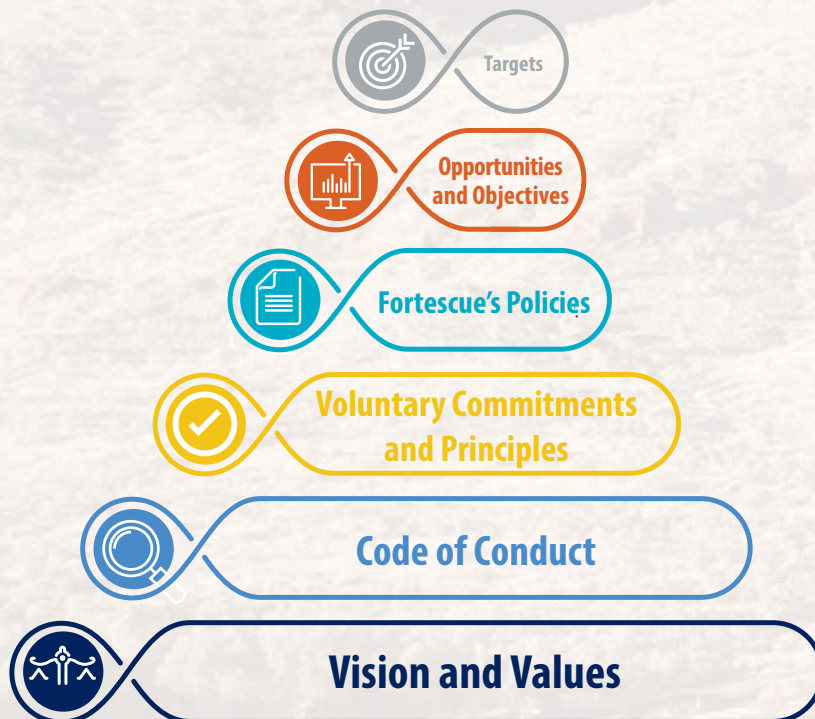 Targets
Opportunities
and Objectives
Fortescue's Policies
Voluntary Commitments
and Principles
Code of Conduct
Vision and Values